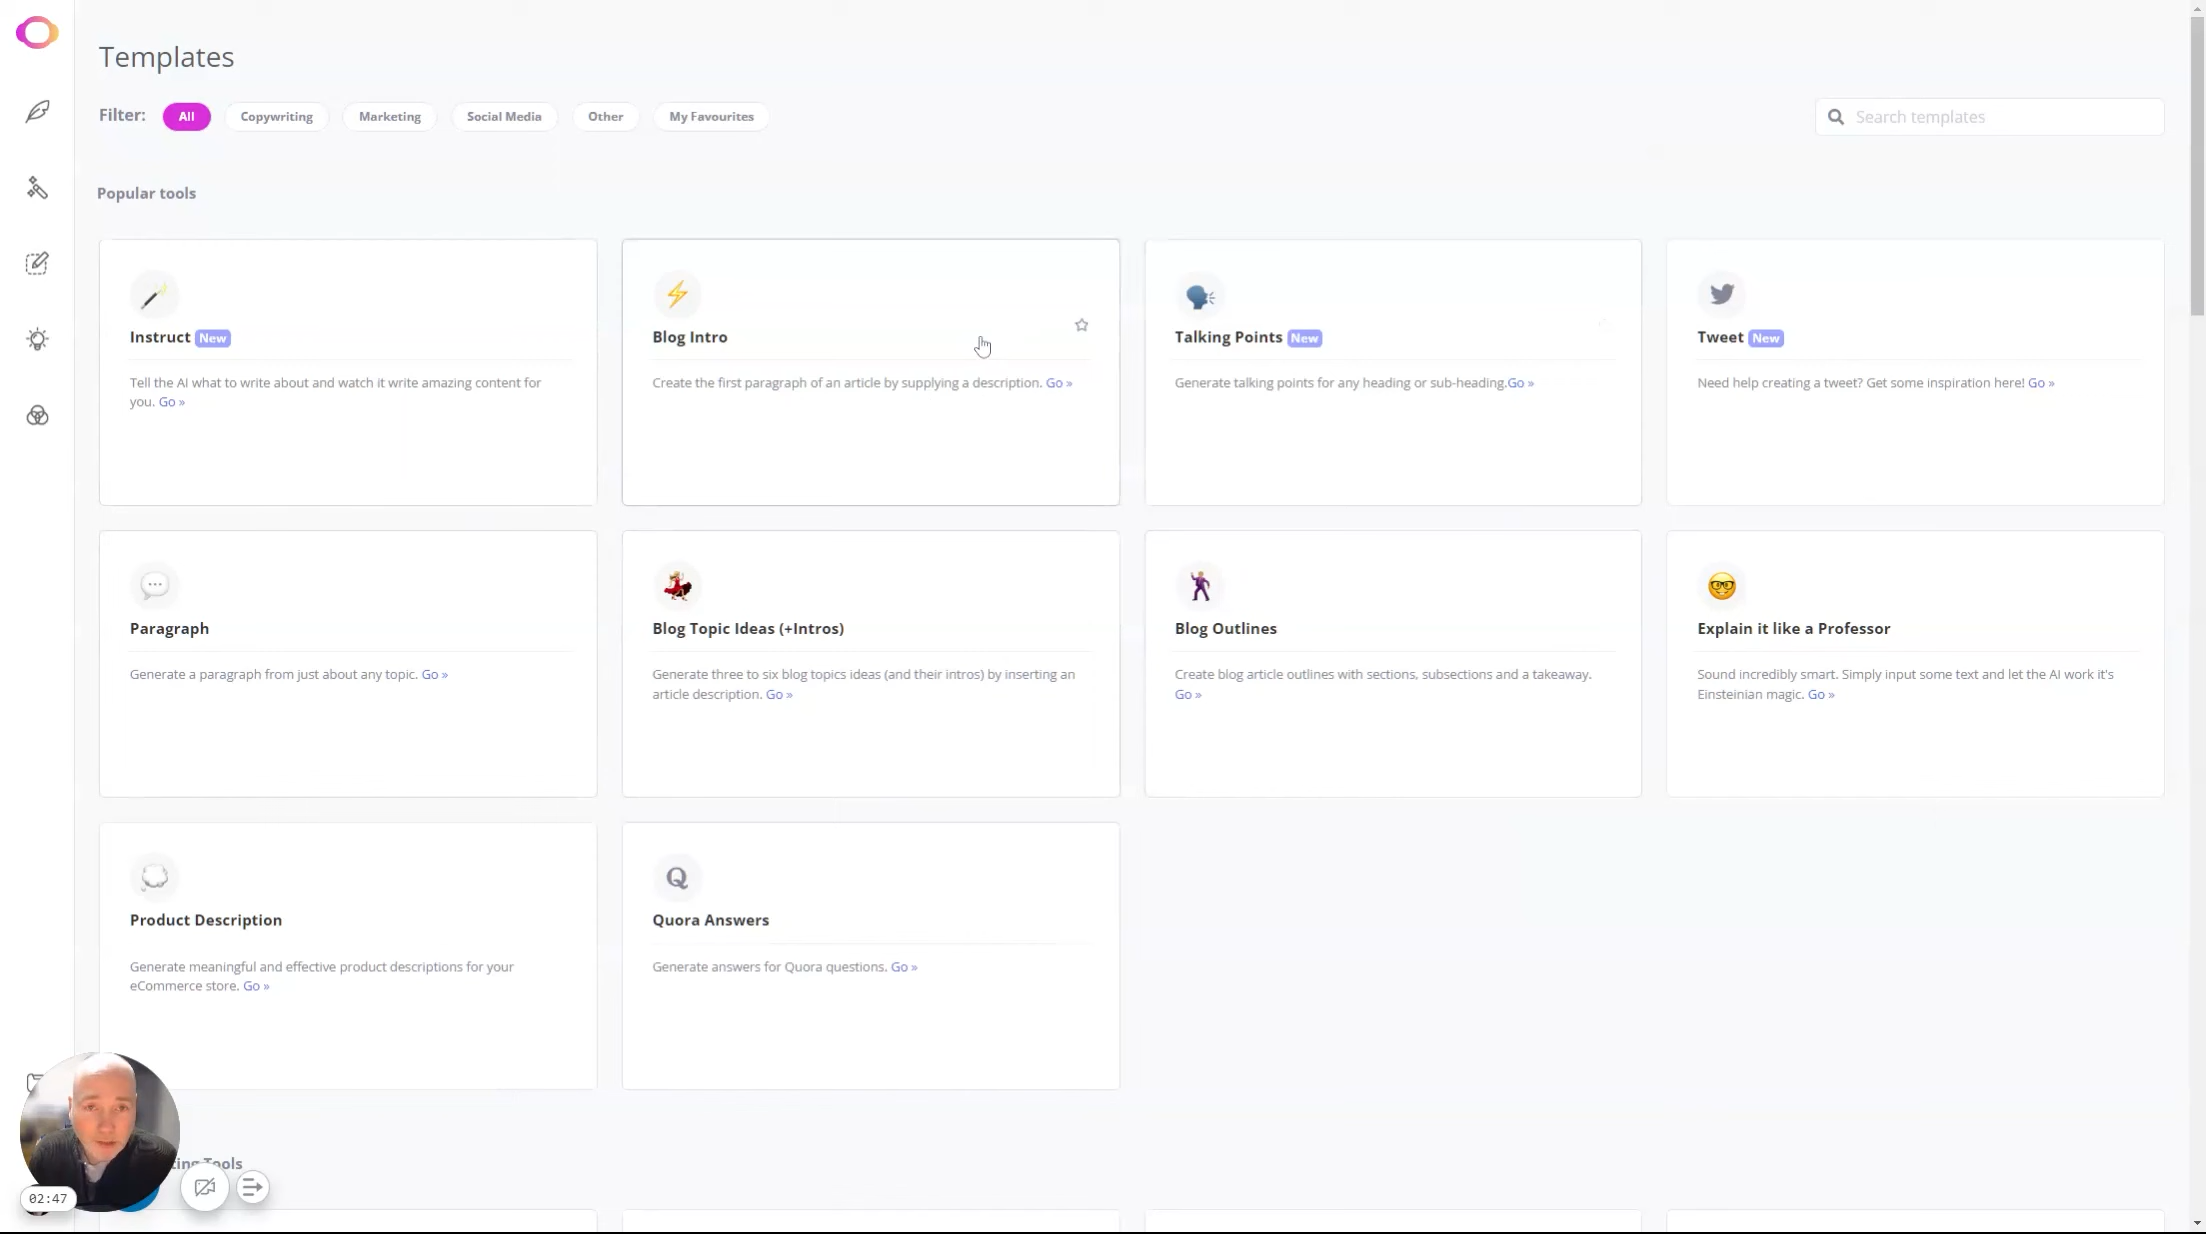 Templates
Filter: All Copywriting Marketing Social Media Other My Favourites
Search templates
Popular tools
Instruct New
Tell the AI what to write about and watch it write amazing content for
you. Go »
Blog Intro
Create the first paragraph of an article by supplying a description. Go »
Talking Points New
Generate talking points for any heading or sub-heading.Go »
Tweet New
Need help creating a tweet? Get some inspiration here! Go »
Paragraph
Generate a paragraph from just about any topic. Go »
Blog Topic Ideas (+Intros)
Generate three to six blog topics ideas (and their intros) by inserting an
article description. Go »
Blog Outlines
Create blog article outlines with sections, subsections and a takeaway.
Go »
Explain it like a Professor
Sound incredibly smart. Simply input some text and let the AI work it's
Einsteinian magic. Go »
Product Description
Generate meaningful and effective product descriptions for your
eCommerce store. Go »
Q
Quora Answers
Generate answers for Quora questions. Go »
Tools
02:47